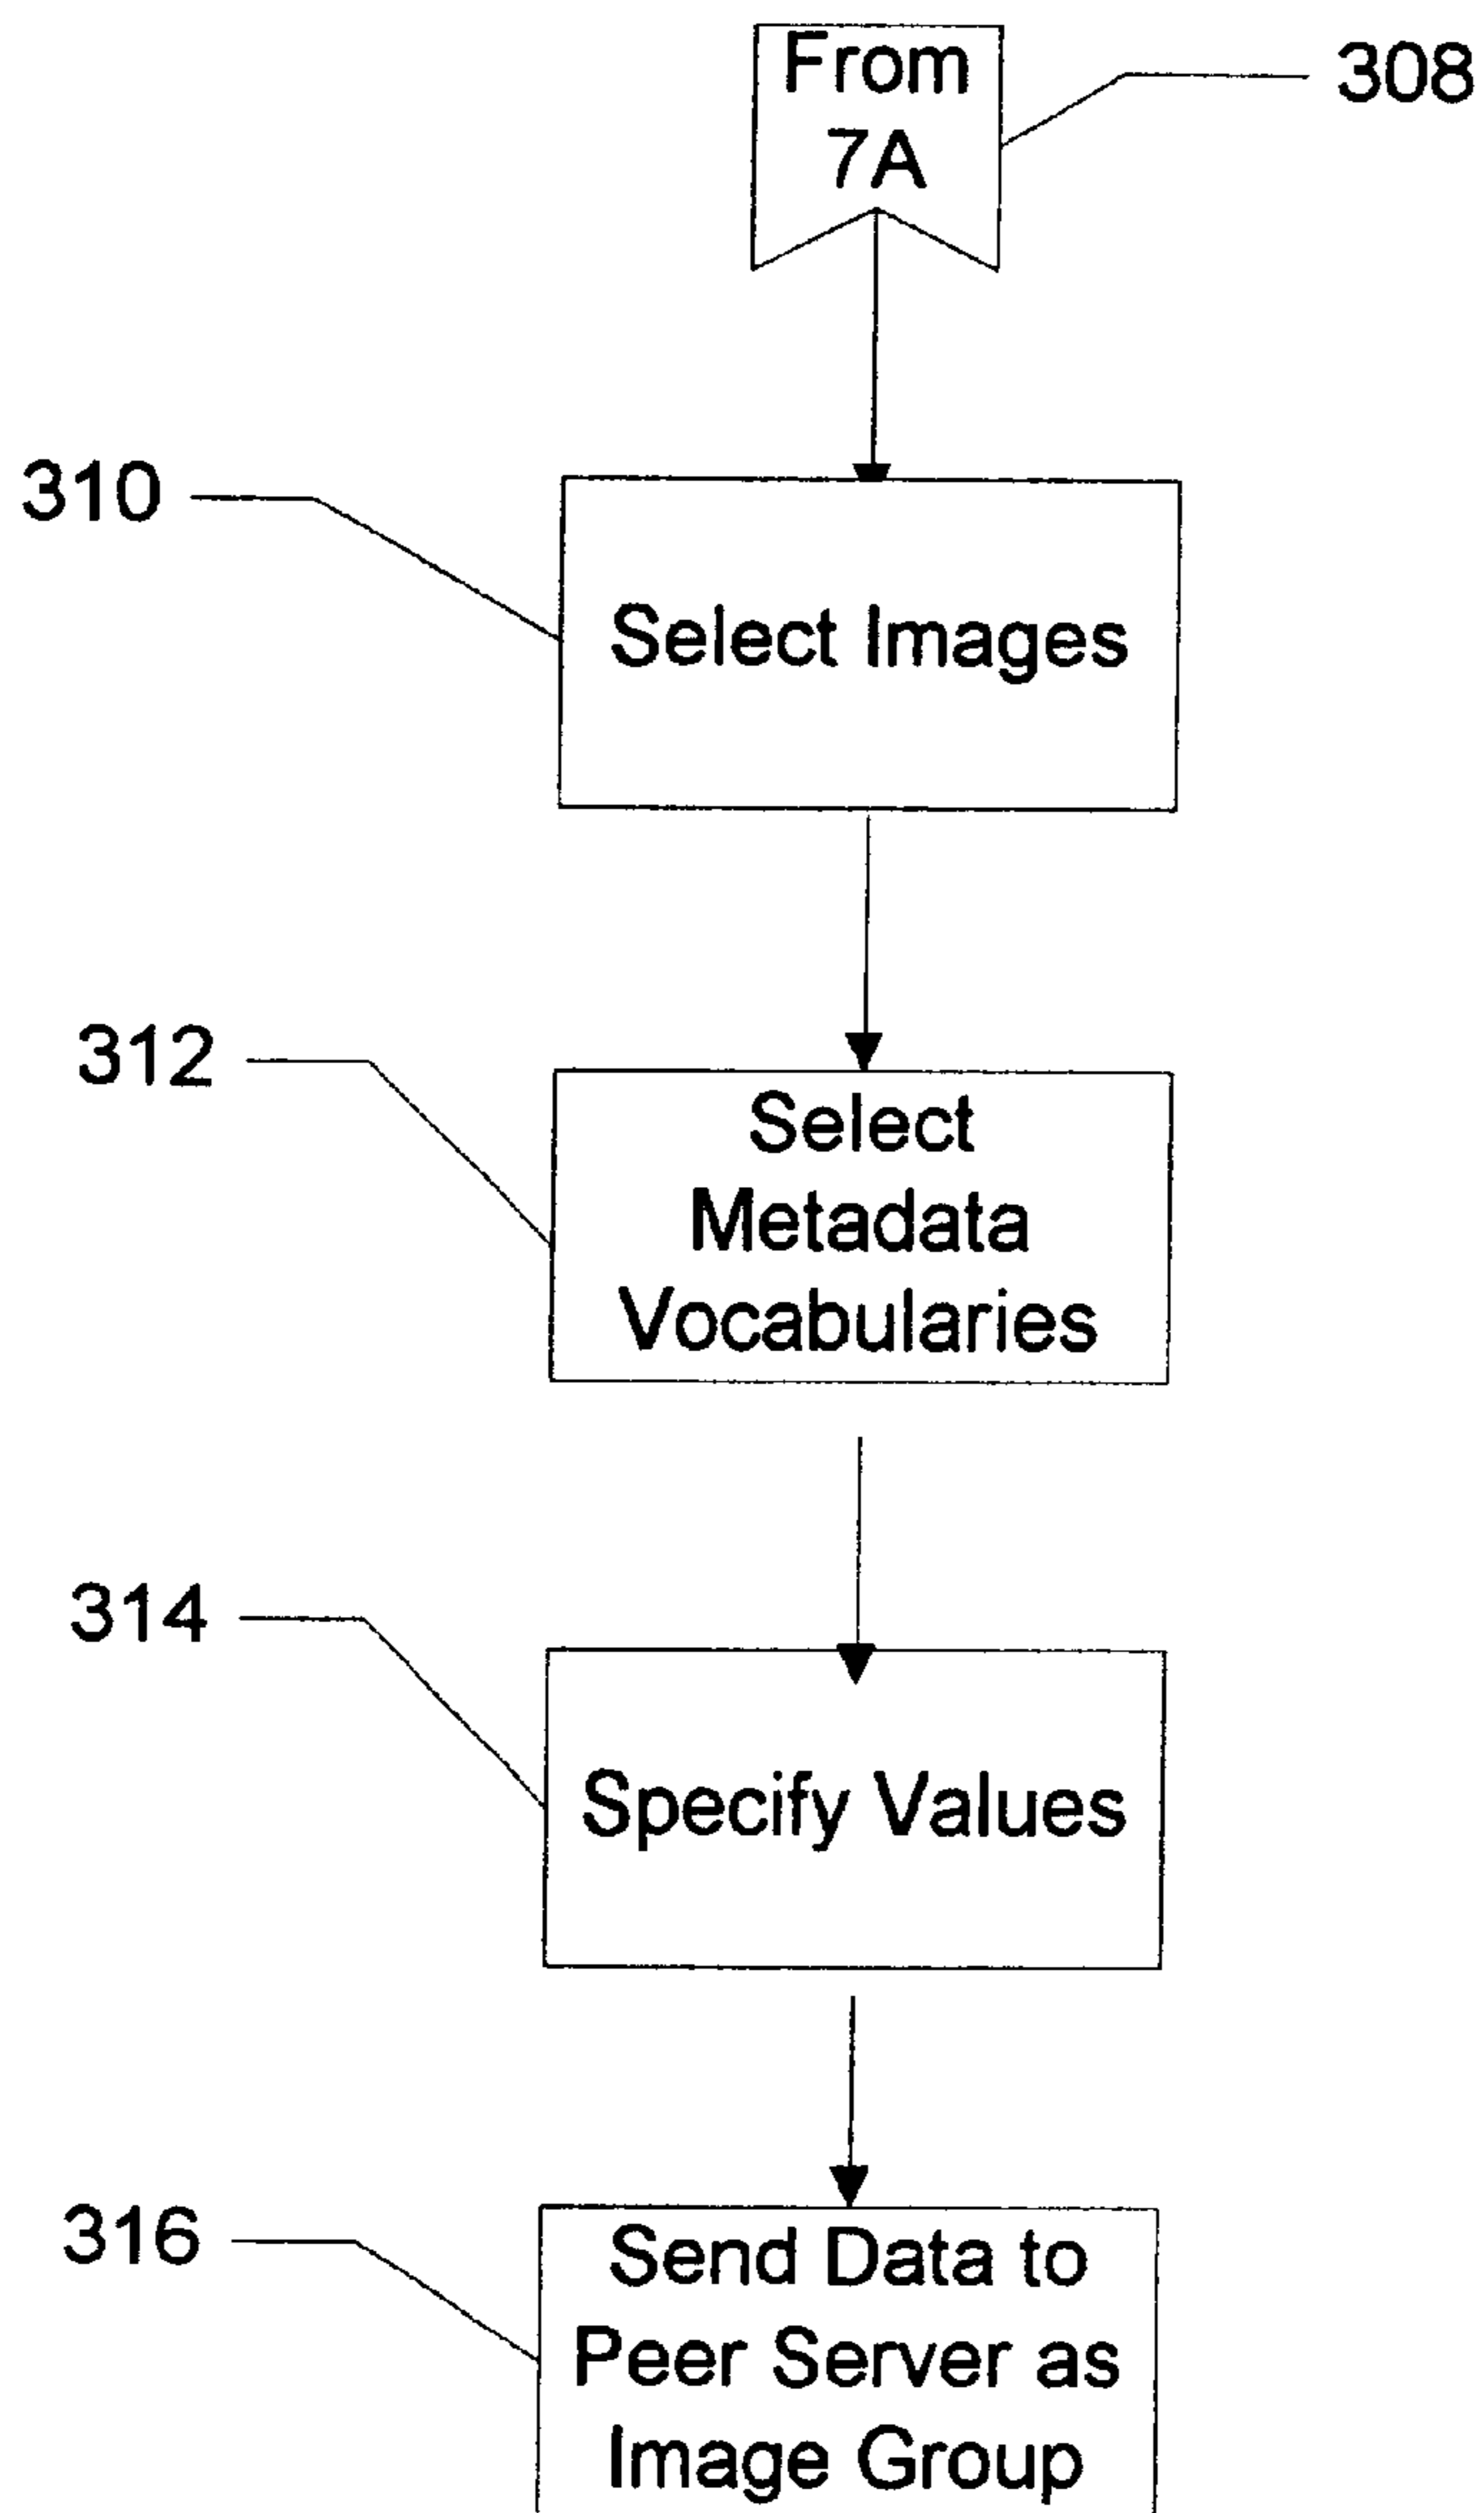 From
7A
308
310
Select Images
312
Select
Metadata
Vocabularies
314
Specify Values
316
Send Data to
Peer Server as
Image Group